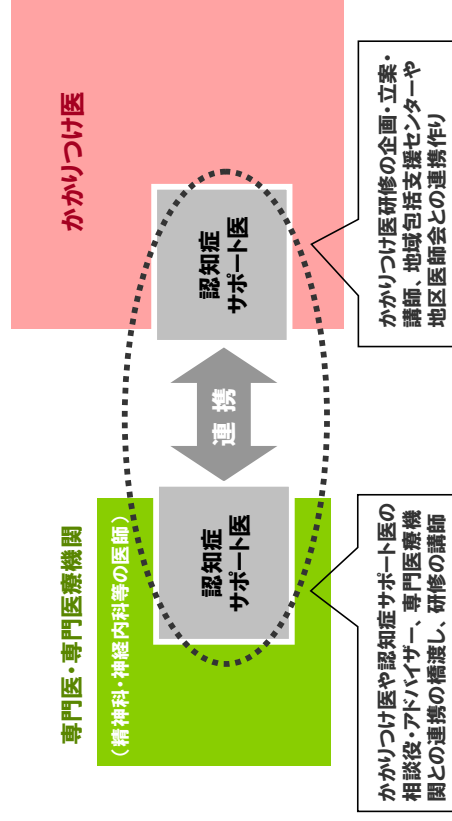 専門医・専門医療機関
（精神科・神経内科等の医師）
認知症
サポート医
連携
かかりつけ医
認知症
サポート医
かかりつけ医や認知症サポート医の
相談役・アドバイザー、専門医療機
関との連携の橋渡し、研修の講師
かかりつけ医研修の企画・立案・
講師、地域包括支援センターや
地区医師会との連携作り